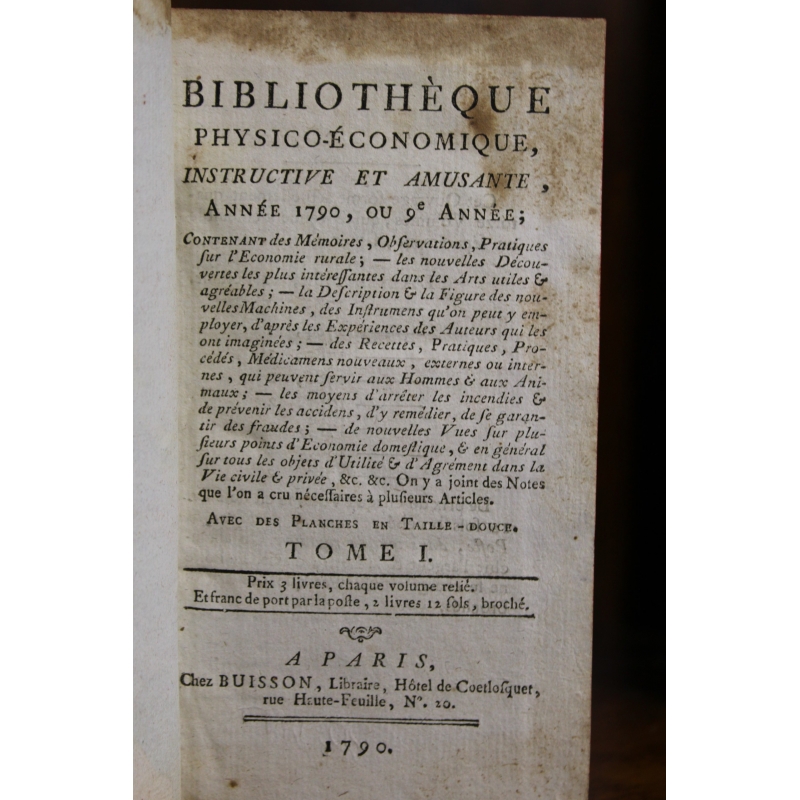 BIBLIOTHÈQUE
PHYSICO-ÉCONOMIQUE,
INSTRUCTIVE ET AMUSANTE,
ANNÉE 1790, OU 9e ANNÉE;
CONTENANT des Mémoires, Obſervations, Pratiques
ſur l'Economie rurale; — les nouvelles Décou-
vertes les plus intéreſſantes dans les Arts utiles &
agréables; — la Deſcription & la Figure des nou-
velles Machines, des Inſtrumens qu'on peut y em-
ployer, d'après les Expériences des Auteurs qui les
ont imaginées; — des Recettes, Pratiques, Pro-
cédés, Médicamens nouveaux, externes ou inter-
nes, qui peuvent ſervir aux Hommes & aux Ani-
maux; — les moyens d'arrêter les incendies &
de prévenir les accidens, d'y remédier, de ſe garan-
tir des fraudes; — de nouvelles Vues ſur plu-
ſieurs points d'Economie domeſtique, & en général
ſur tous les objets d'Utilité & d'Agrément dans la
Vie civile & privée, &c. &c. On y a joint des Notes
que l'on a cru néceſſaires à pluſieurs Articles.
AVEC DES PLANCHES EN TAILLE-DOUCE.
TOME I.
Prix 3 livres, chaque volume relié.
Et franc de port par la poſte, 2 livres 12 ſols, broché.
A PARIS,
Chez BUISSON, Libraire, Hôtel de Coetloſquet,
rue Haute-Feuille, N°. 20.
1790.